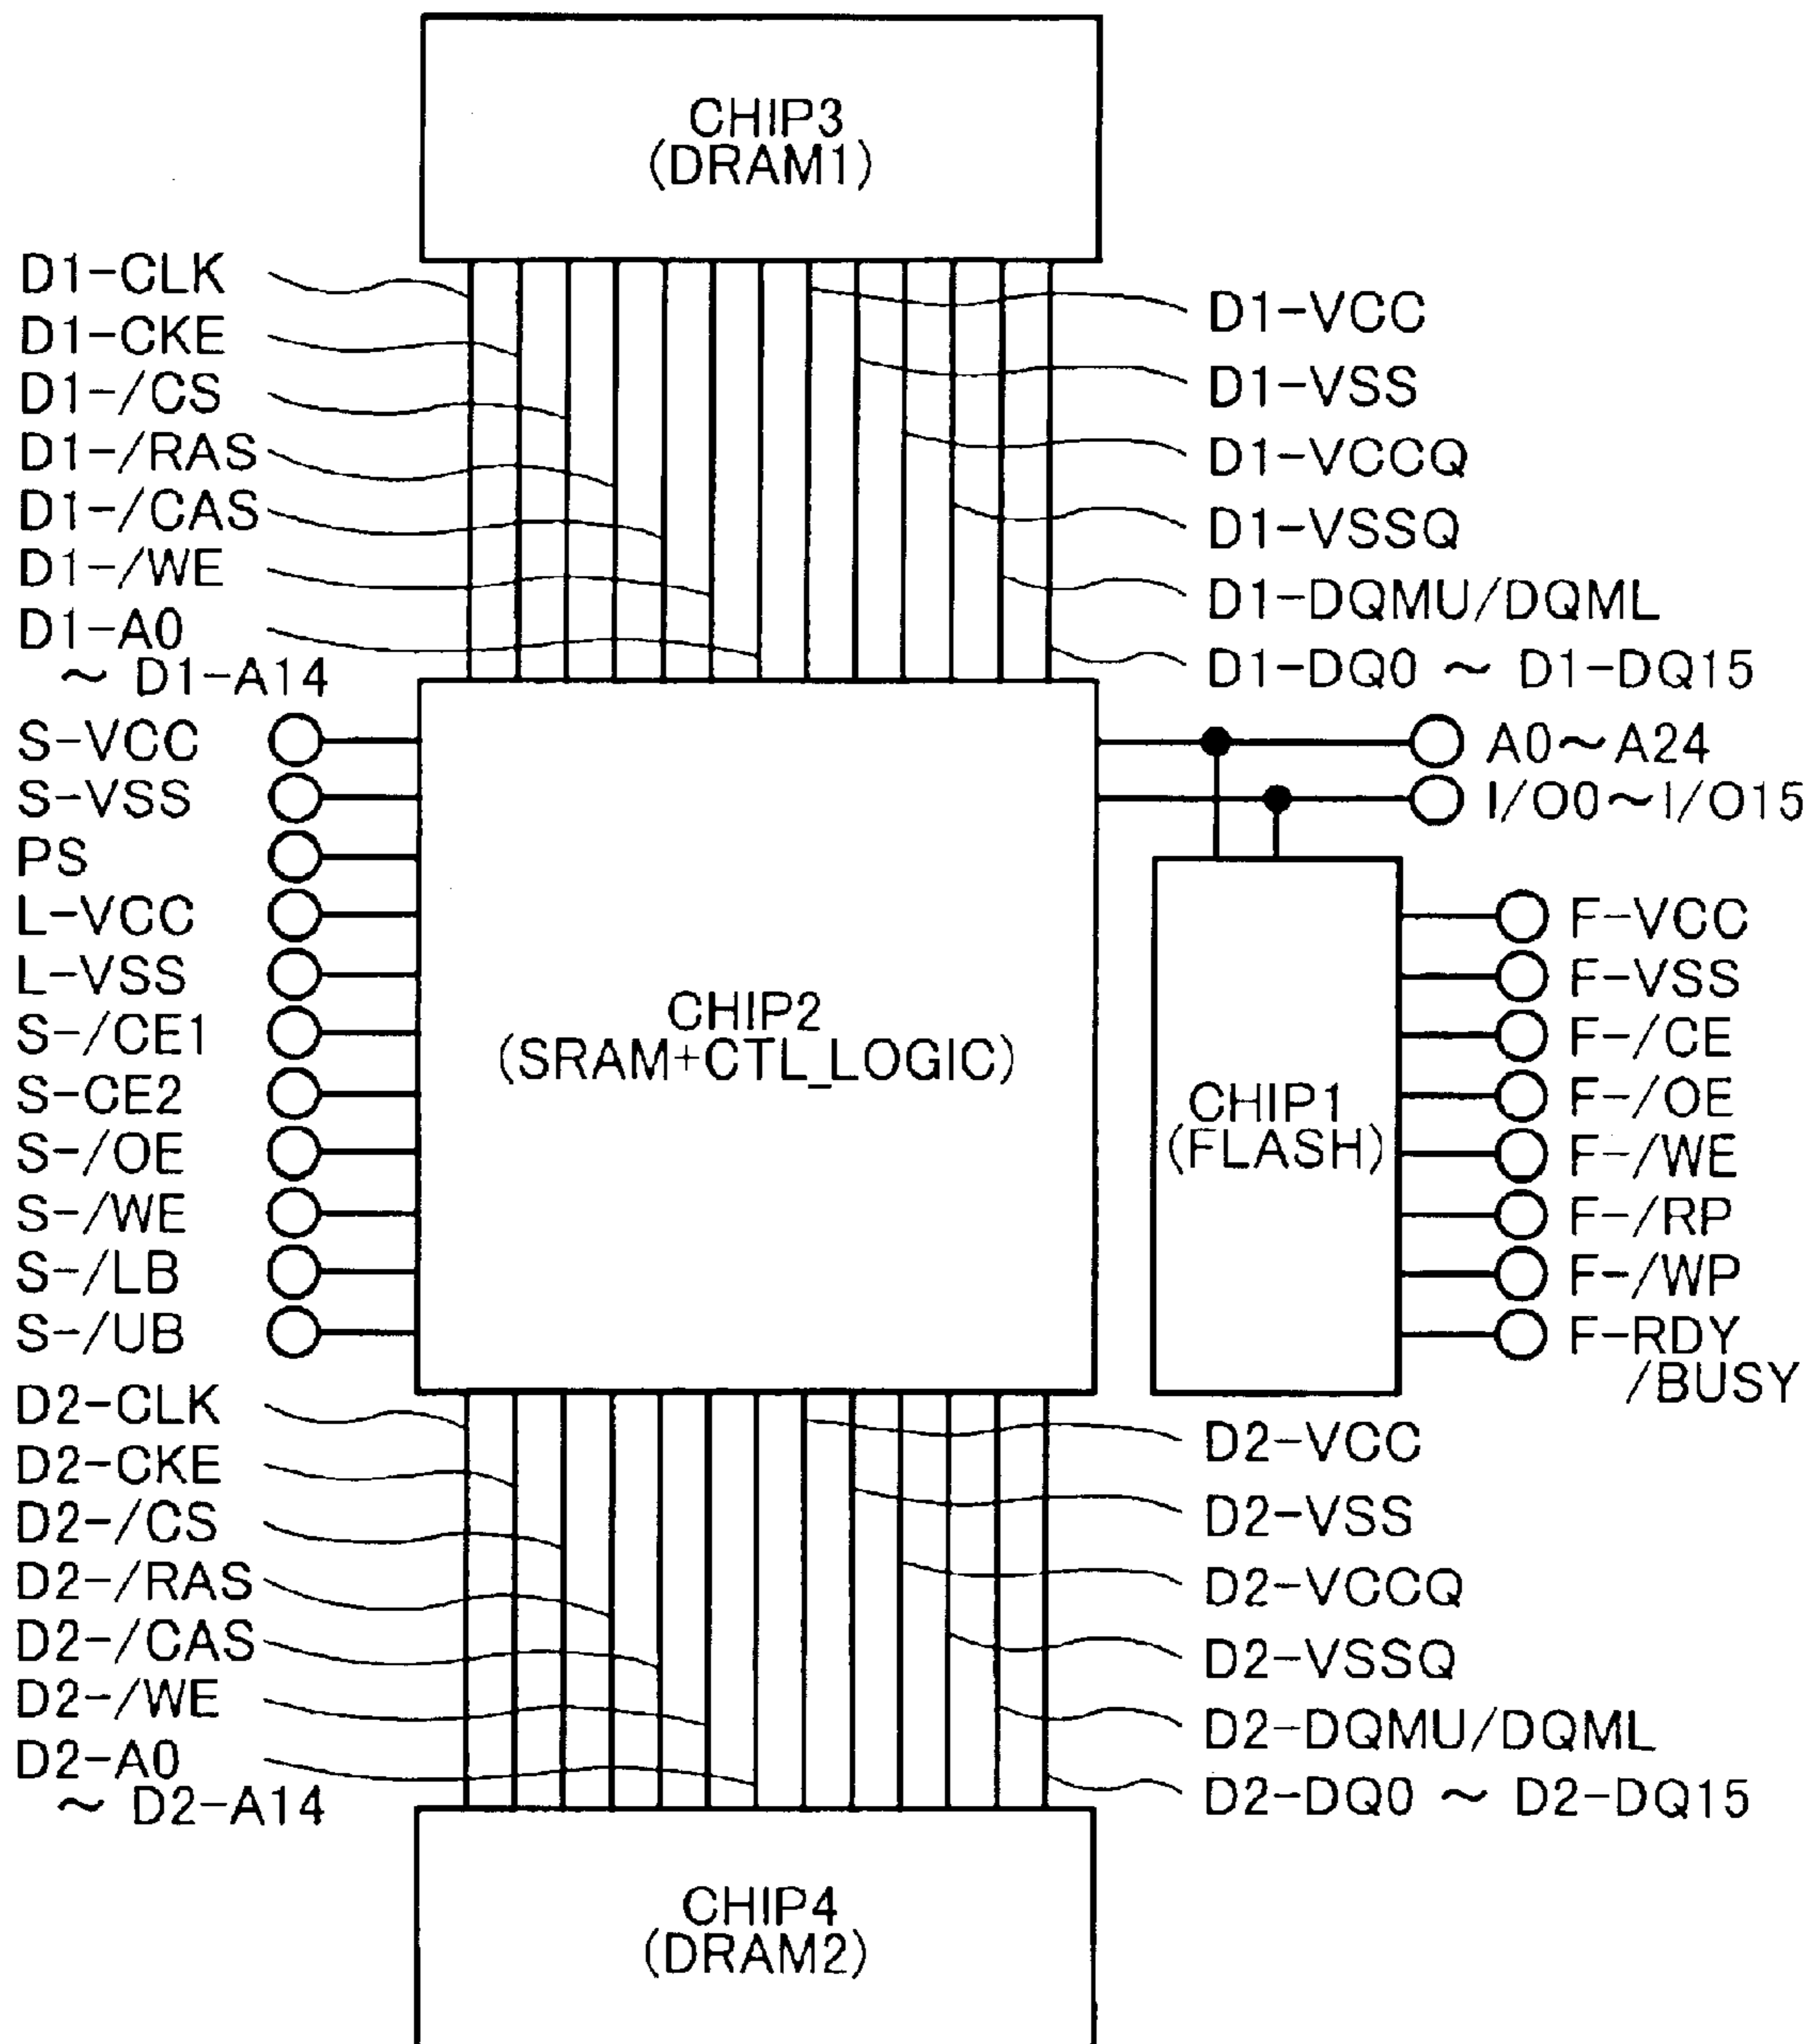 CHIP3
(DRAM1)
D1-CLK
D1-CKE
D1-/CS
D1-/RAS
D1-/CAS
D1-/WE
D1-A0
~ D1-A14
D1-VCC
D1-VSS
D1-VCCQ
D1-VSSQ
D1-DQMU/DQML
D1-DQ0 ~ D1-DQ15
S-VCC
S-VSS
PS
L-VCC
L-VSS
S-/CE1
S-CE2
S-/OE
S-/WE
S-/LB
S-/UB
CHIP2
(SRAM+CTL_LOGIC)
A0~A24
I/O0~I/O15
CHIP1
(FLASH)
F-VCC
F-VSS
F-/CE
F-/OE
F-/WE
F-/RP
F-/WP
F-RDY
/BUSY
D2-CLK
D2-CKE
D2-/CS
D2-/RAS
D2-/CAS
D2-/WE
D2-A0
~ D2-A14
D2-VCC
D2-VSS
D2-VCCQ
D2-VSSQ
D2-DQMU/DQML
D2-DQ0 ~ D2-DQ15
CHIP4
(DRAM2)